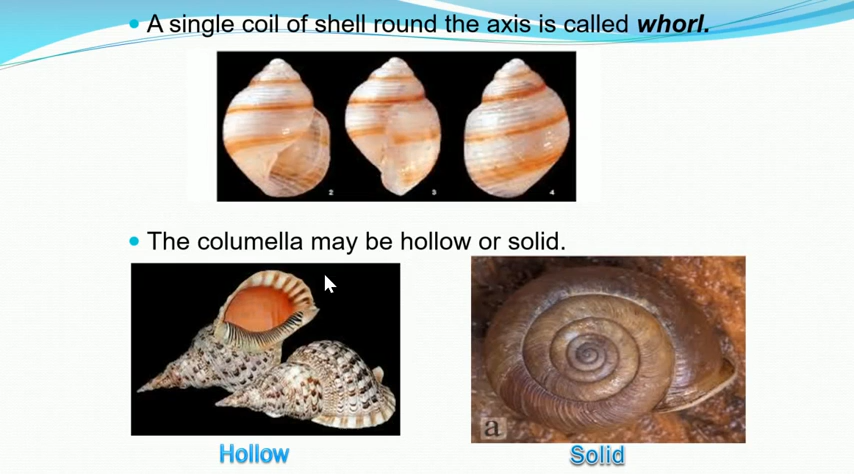 • A single coil of shell round the axis is called whorl.
2 3 4
• The columella may be hollow or solid.
a
Hollow Solid